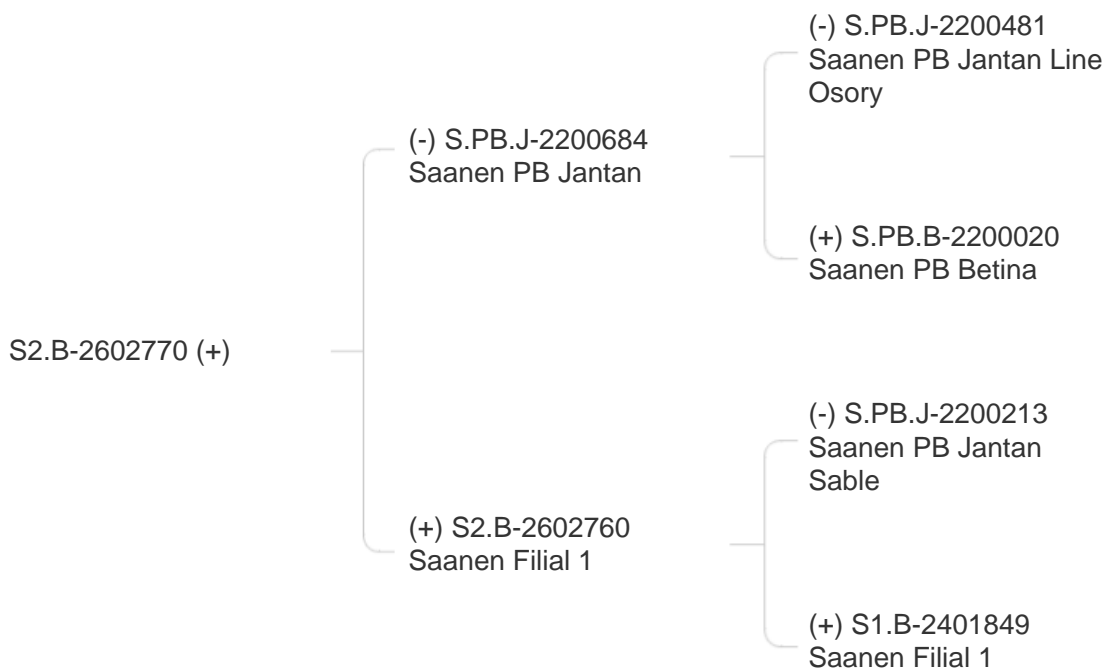 (-) S.PB.J-2200481
Saanen PB Jantan Line
Osory
(-) S.PB.J-2200684
Saanen PB Jantan
(+) S.PB.B-2200020
Saanen PB Betina
S2.B-2602770 (+)
(-) S.PB.J-2200213
Saanen PB Jantan
Sable
(+) S2.B-2602760
Saanen Filial 1
(+) S1.B-2401849
Saanen Filial 1